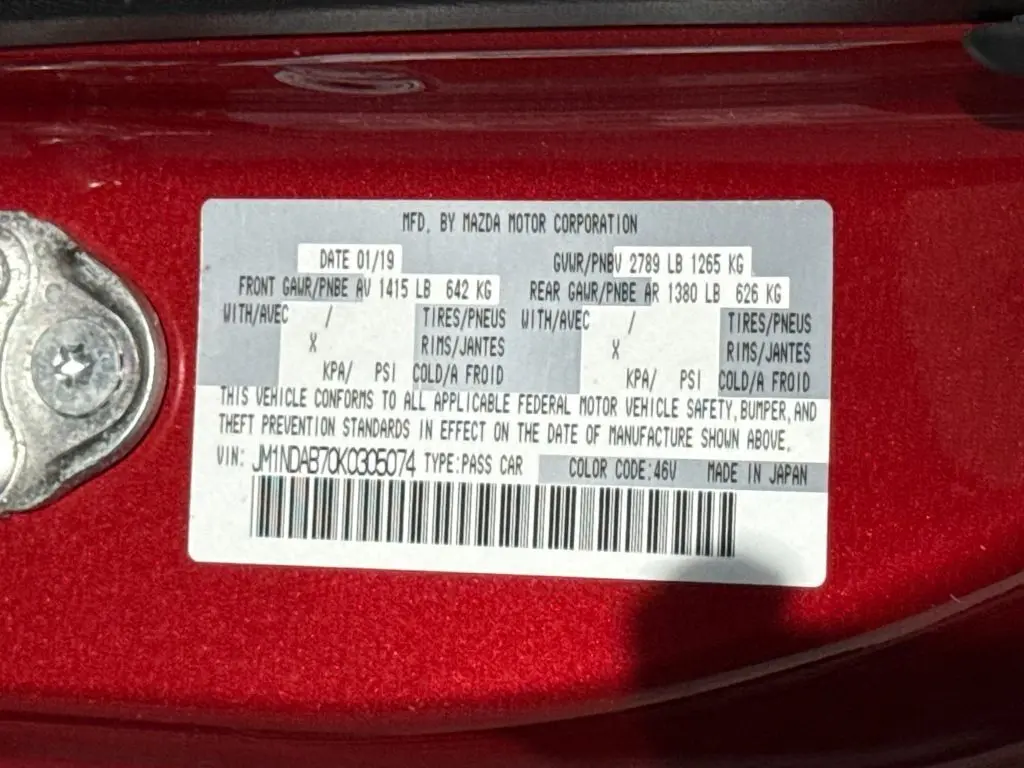 MFD. BY MAZDA MOTOR CORPORATION
DATE 01/19 GVWR/PNBV 2789 LB 1265 KG
FRONT GAWR/PNBE AV 1415 LB 642 KG REAR GAWR/PNBE AR 1380 LB 626 KG
WITH/AVEC / TIRES/PNEUS WITH/AVEC / TIRES/PNEUS
X RIMS/JANTES X RIMS/JANTES
KPA/ PSI COLD/A FROID KPA/ PSI COLD/A FROID
THIS VEHICLE CONFORMS TO ALL APPLICABLE FEDERAL MOTOR VEHICLE SAFETY, BUMPER, AND
THEFT PREVENTION STANDARDS IN EFFECT ON THE DATE OF MANUFACTURE SHOWN ABOVE.
VIN: JM1NDAB70K0305074 TYPE:PASS CAR COLOR CODE:46V MADE IN JAPAN